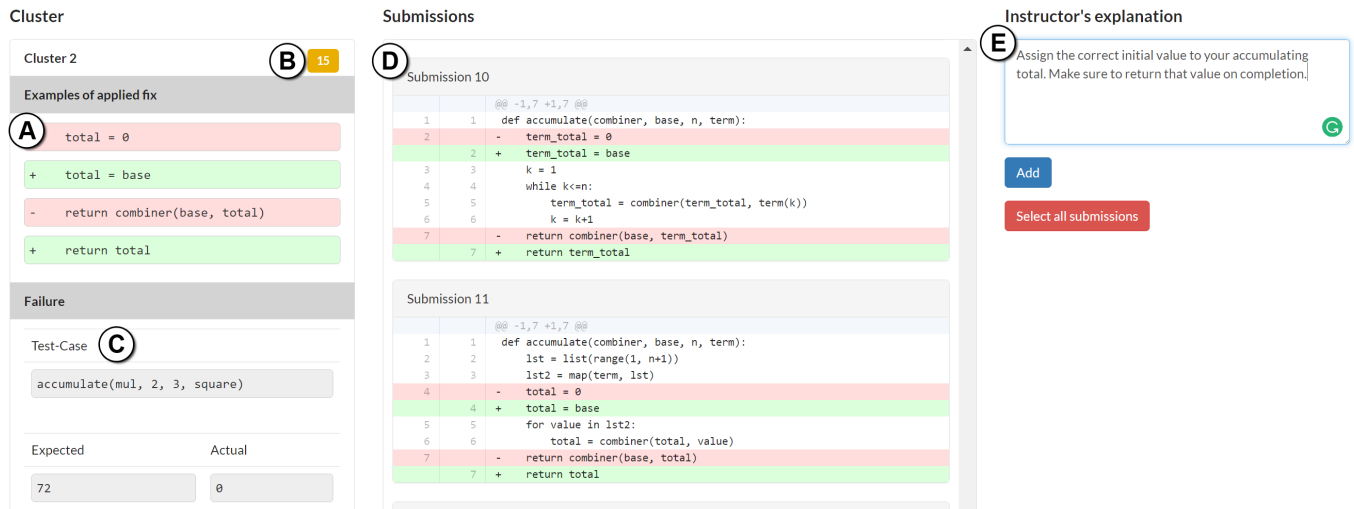 Cluster
Cluster 2
B
15
Examples of applied fix
A
total = 0
+ total = base
- return combiner(base, total)
+ return total
Failure
Test-Case
C
accumulate(mul, 2, 3, square)
Expected Actual
72 0
Submissions
D
Submission 10
@@ -1,7 +1,7 @@
1 1 def accumulate(combiner, base, n, term):
2 - term_total = 0
2 + term_total = base
3 3 k = 1
4 4 while k<=n:
5 5 term_total = combiner(term_total, term(k))
6 6 k = k+1
7 - return combiner(base, term_total)
7 + return term_total
Submission 11
@@ -1,7 +1,7 @@
1 1 def accumulate(combiner, base, n, term):
2 2 lst = list(range(1, n+1))
3 3 lst2 = map(term, lst)
4 - total = 0
4 + total = base
5 5 for value in lst2:
6 6 total = combiner(total, value)
7 - return combiner(base, total)
7 + return total
Instructor's explanation
E
Assign the correct initial value to your accumulating
total. Make sure to return that value on completion.
Add
Select all submissions